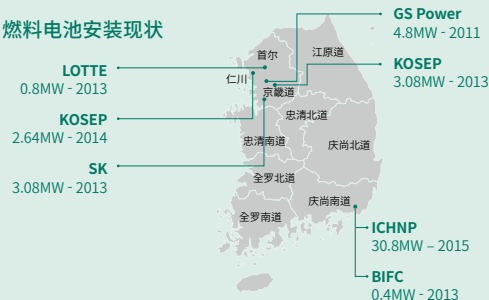 燃料电池安装现状
LOTTE
0.8MW - 2013
KOSEP
2.64MW - 2014
SK
3.08MW - 2013
GS Power
4.8MW - 2011
KOSEP
3.08MW - 2013
首尔
江原道
仁川
京畿道
忠清北道
忠清南道
庆尚北道
全罗北道
庆尚南道
全罗南道
ICHNP
30.8MW – 2015
BIFC
0.4MW - 2013